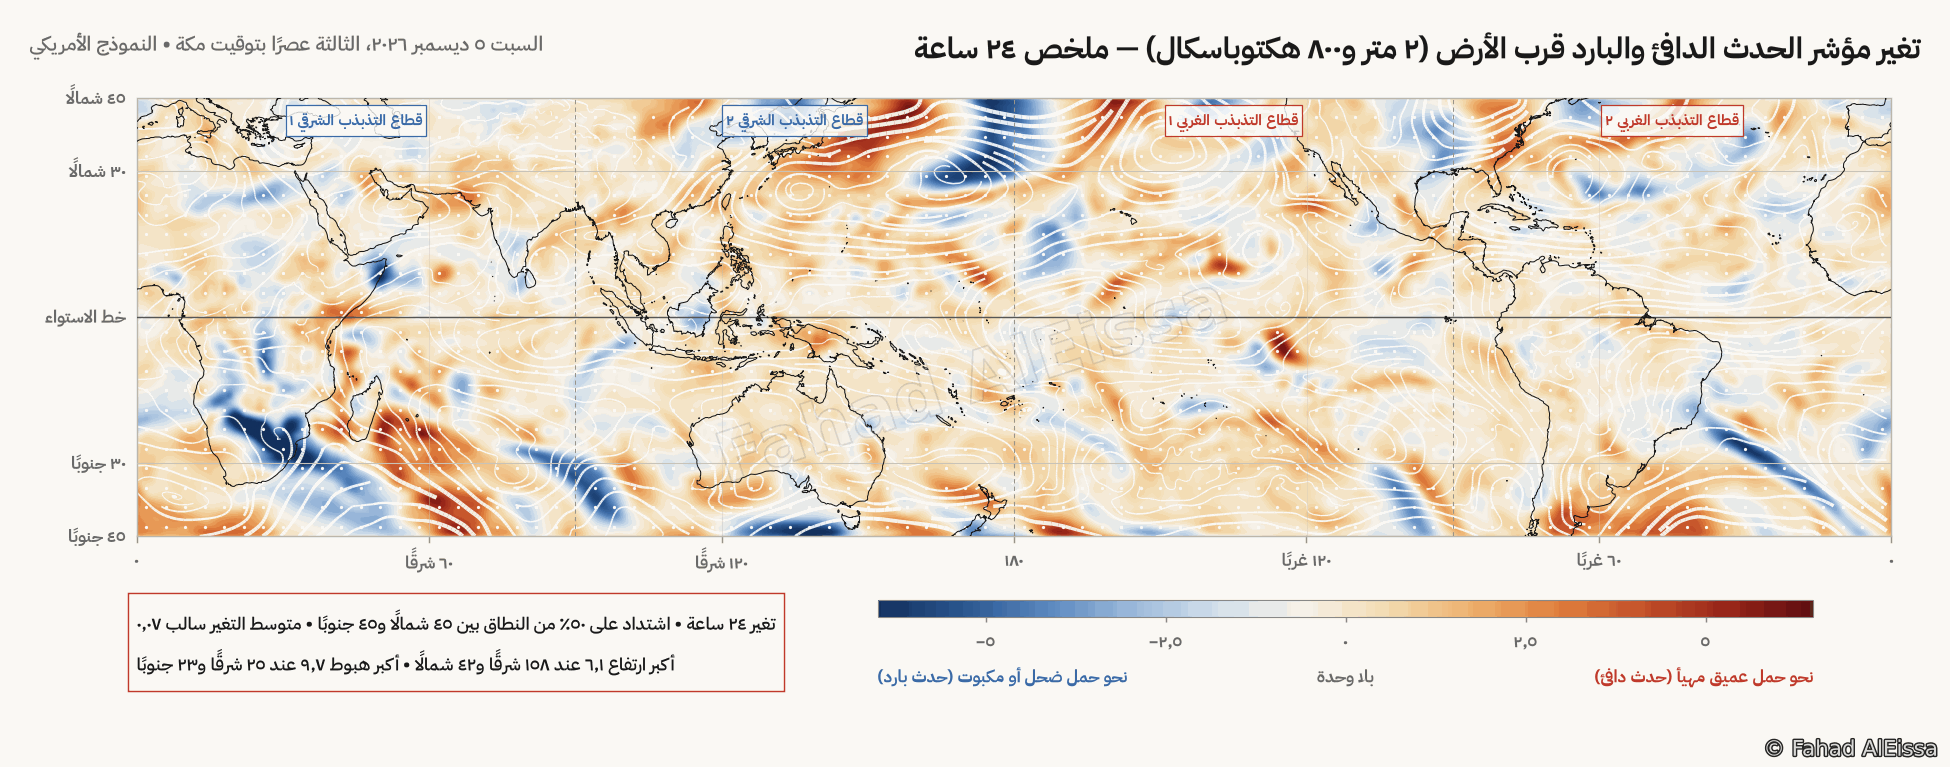 تغير مؤشر الحدث الدافئ والبارد قرب الأرض (٢ متر و٨٠٠ هكتوباسكال) — ملخص ٢٤ ساعة
السبت ٥ ديسمبر ٢٠٢٦، الثالثة عصرًا بتوقيت مكة • النموذج الأمريكي
قطاع التذبذب الشرقي ١
قطاع التذبذب الشرقي ٢
قطاع التذبذب الغربي ١
قطاع التذبذب الغربي ٢
٤٥ شمالًا
٣٠ شمالًا
خط الاستواء
٣٠ جنوبًا
٤٥ جنوبًا
Fahad AlEissa
٠
٦٠ شرقًا
١٢٠ شرقًا
١٨٠
١٢٠ غربًا
٦٠ غربًا
٠
تغير ٢٤ ساعة • اشتداد على ٥٠٪ من النطاق بين ٤٥ شمالًا و٤٥ جنوبًا • متوسط التغير سالب ٠,٠٧
أكبر ارتفاع ٦,١ عند ١٥٨ شرقًا و٤٢ شمالًا • أكبر هبوط ٩,٧ عند ٢٥ شرقًا و٢٣ جنوبًا
−٥
−٢,٥
٠
٢,٥
٥
نحو حمل ضحل أو مكبوت (حدث بارد)
بلا وحدة
نحو حمل عميق مهيأ (حدث دافئ)
© Fahad AlEissa